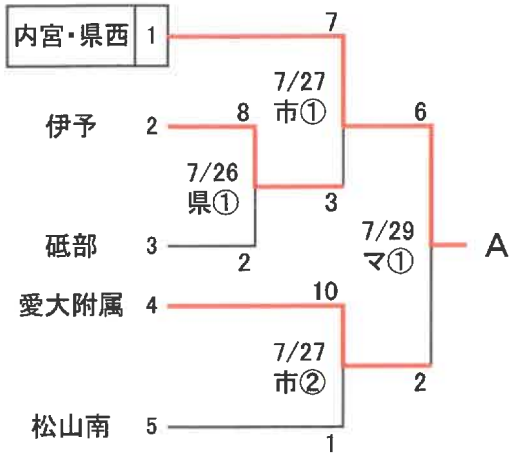 内宮・県西 1
7
7/27
市①
伊予 2
8
6
7/26
県①
3
砥部 3
2
7/29
マ①
A
愛大附属 4
10
7/27
市②
2
松山南 5
1